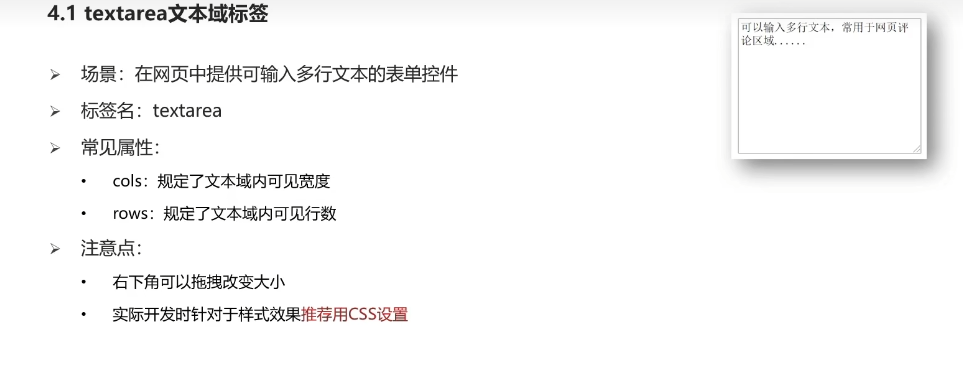 4.1 textarea文本域标签
可以输入多行文本，常用于网页评
论区域......
场景：在网页中提供可输入多行文本的表单控件
标签名：textarea
常见属性：
cols：规定了文本域内可见宽度
rows：规定了文本域内可见行数
注意点：
右下角可以拖拽改变大小
实际开发时针对于样式效果推荐用CSS设置